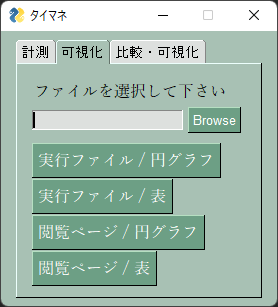 タイマネ
計測 可視化 比較・可視化
ファイルを選択して下さい
Browse
実行ファイル / 円グラフ
実行ファイル / 表
閲覧ページ / 円グラフ
閲覧ページ / 表